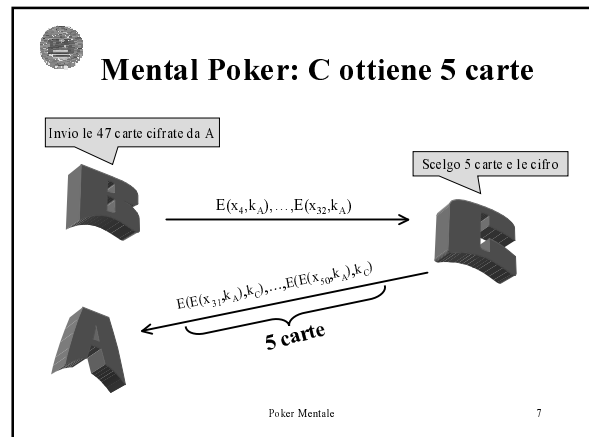 Mental Poker: C ottiene 5 carte
Invio le 47 carte cifrate da A
Scelgo 5 carte e le cifro
B
E(x4,kA),…,E(x32,kA)
C
E(E(x31,kA),kC),…,E(E(x50,kA),kC)
5 carte
A
Poker Mentale
7